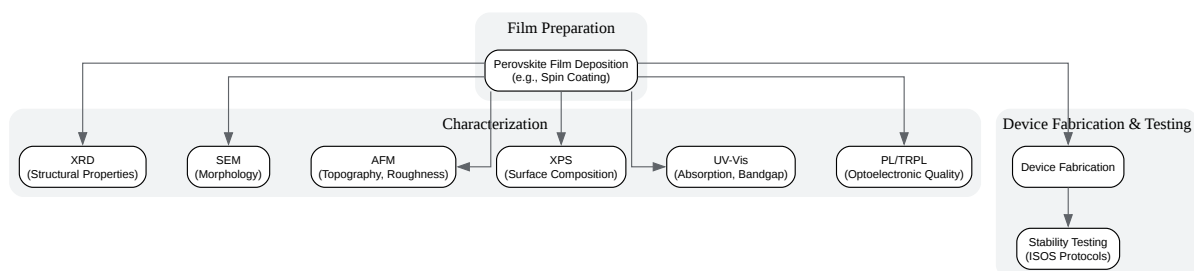 Film Preparation
Perovskite Film Deposition
(e.g., Spin Coating)
Characterization
Device Fabrication & Testing
XRD
(Structural Properties)
SEM
(Morphology)
AFM
(Topography, Roughness)
XPS
(Surface Composition)
UV-Vis
(Absorption, Bandgap)
PL/TRPL
(Optoelectronic Quality)
Device Fabrication
Stability Testing
(ISOS Protocols)